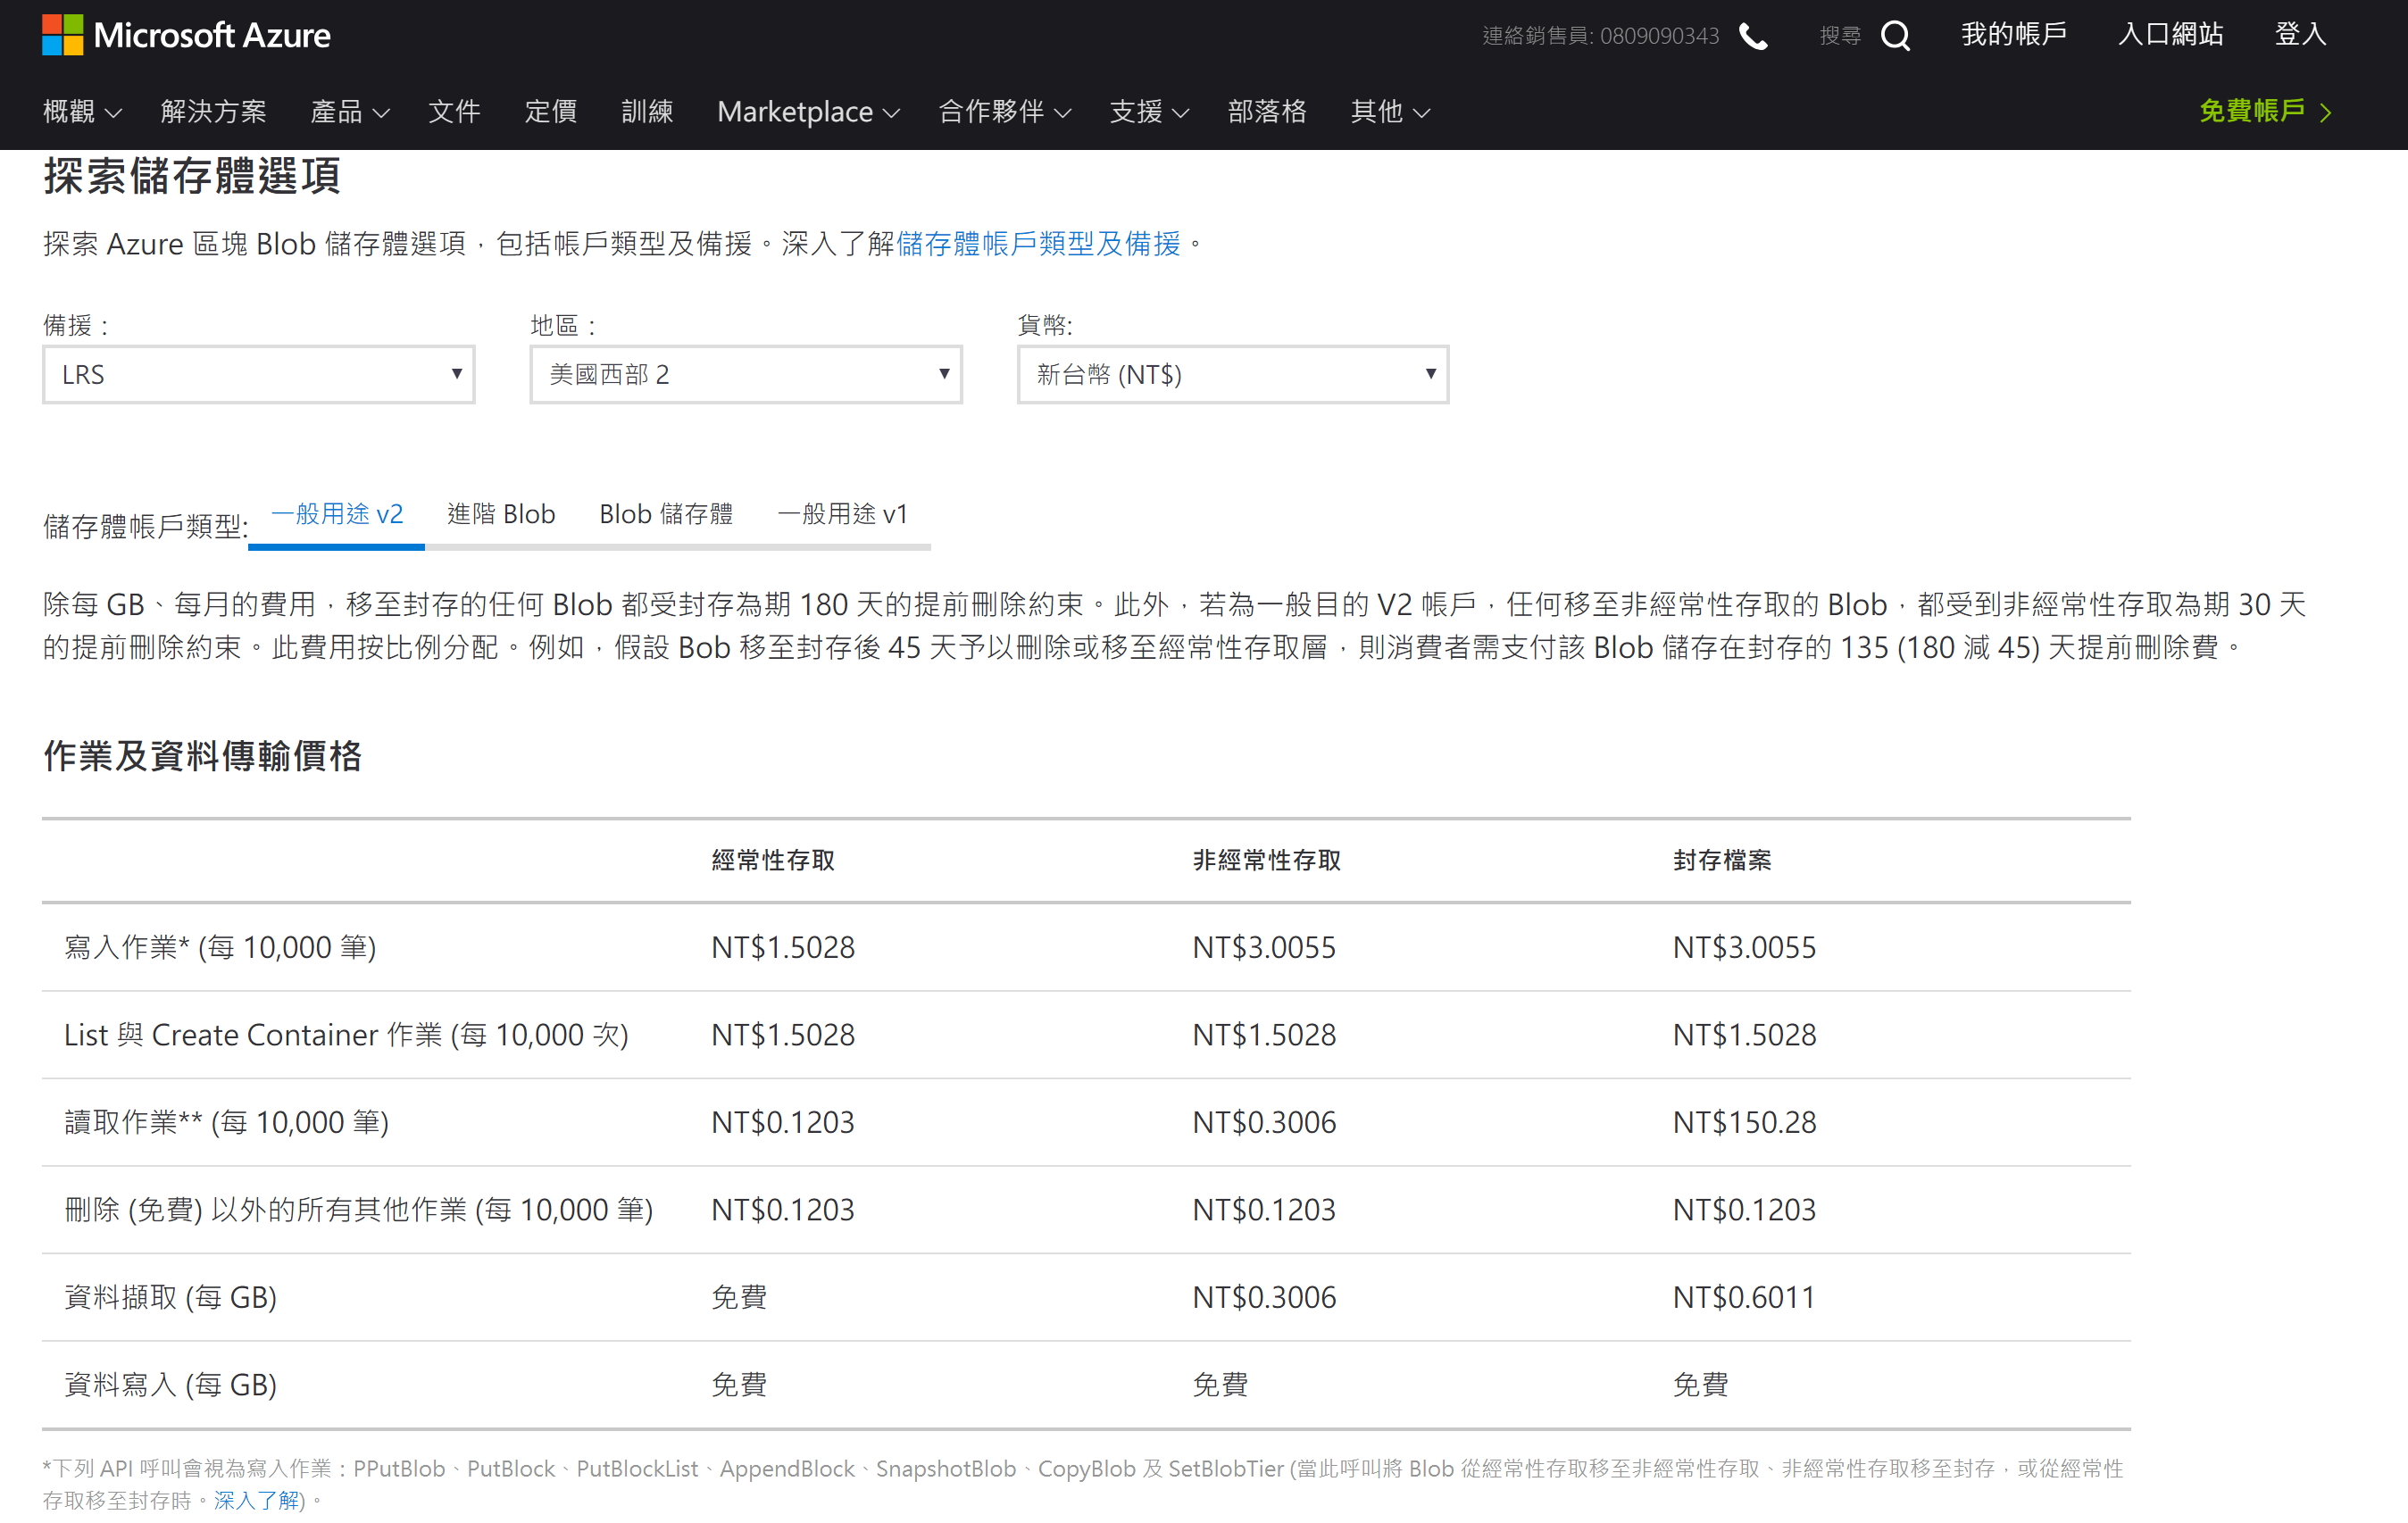 Microsoft Azure
連絡銷售員: 0809090343
搜尋
我的帳戶
入口網站
登入
概觀
解決方案
產品
文件
定價
訓練
Marketplace
合作夥伴
支援
部落格
其他
免費帳戶
探索儲存體選項
探索 Azure 區塊 Blob 儲存體選項，包括帳戶類型及備援。深入了解儲存體帳戶類型及備援。
備援：
地區：
貨幣:
LRS
美國西部 2
新台幣 (NT$)
儲存體帳戶類型:
一般用途 v2
進階 Blob
Blob 儲存體
一般用途 v1
除每 GB、每月的費用，移至封存的任何 Blob 都受封存為期 180 天的提前刪除約束。此外，若為一般目的 V2 帳戶，任何移至非經常性存取的 Blob，都受到非經常性存取為期 30 天
的提前刪除約束。此費用按比例分配。例如，假設 Bob 移至封存後 45 天予以刪除或移至經常性存取層，則消費者需支付該 Blob 儲存在封存的 135 (180 減 45) 天提前刪除費。
作業及資料傳輸價格
經常性存取 非經常性存取 封存檔案
寫入作業* (每 10,000 筆) NT$1.5028 NT$3.0055 NT$3.0055
List 與 Create Container 作業 (每 10,000 次) NT$1.5028 NT$1.5028 NT$1.5028
讀取作業** (每 10,000 筆) NT$0.1203 NT$0.3006 NT$150.28
刪除 (免費) 以外的所有其他作業 (每 10,000 筆) NT$0.1203 NT$0.1203 NT$0.1203
資料擷取 (每 GB) 免費 NT$0.3006 NT$0.6011
資料寫入 (每 GB) 免費 免費 免費
*下列 API 呼叫會視為寫入作業：PPutBlob、PutBlock、PutBlockList、AppendBlock、SnapshotBlob、CopyBlob 及 SetBlobTier (當此呼叫將 Blob 從經常性存取移至非經常性存取、非經常性存取移至封存，或從經常性
存取移至封存時。深入了解)。